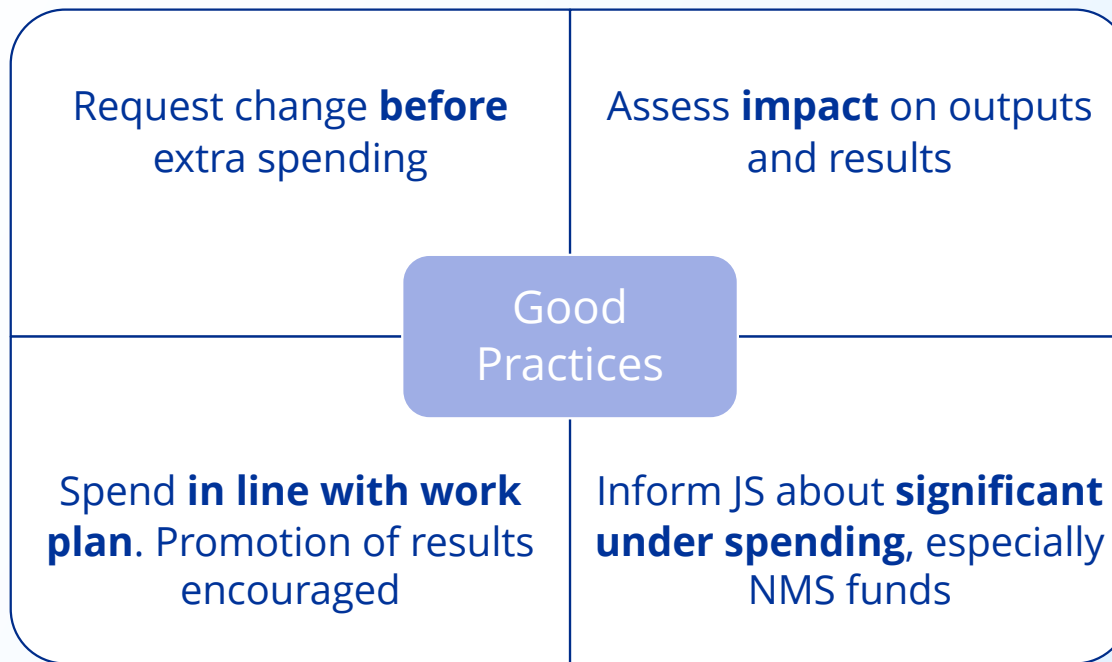 Request change before
extra spending
Assess impact on outputs
and results
Good
Practices
Spend in line with work
plan. Promotion of results
encouraged
Inform JS about significant
under spending, especially
NMS funds